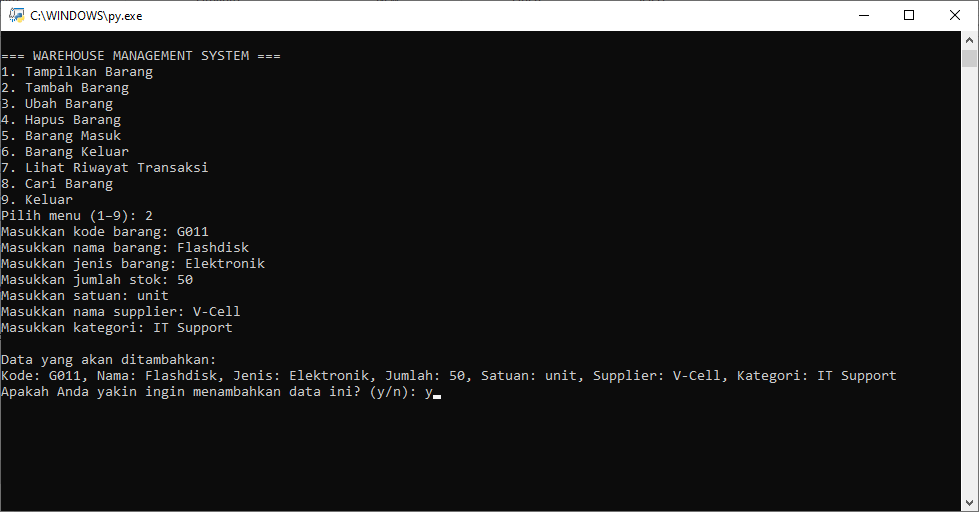 C:\WINDOWS\py.exe
=== WAREHOUSE MANAGEMENT SYSTEM ===
1. Tampilkan Barang
2. Tambah Barang
3. Ubah Barang
4. Hapus Barang
5. Barang Masuk
6. Barang Keluar
7. Lihat Riwayat Transaksi
8. Cari Barang
9. Keluar
Pilih menu (1–9): 2
Masukkan kode barang: G011
Masukkan nama barang: Flashdisk
Masukkan jenis barang: Elektronik
Masukkan jumlah stok: 50
Masukkan satuan: unit
Masukkan nama supplier: V-Cell
Masukkan kategori: IT Support
Data yang akan ditambahkan:
Kode: G011, Nama: Flashdisk, Jenis: Elektronik, Jumlah: 50, Satuan: unit, Supplier: V-Cell, Kategori: IT Support
Apakah Anda yakin ingin menambahkan data ini? (y/n): y